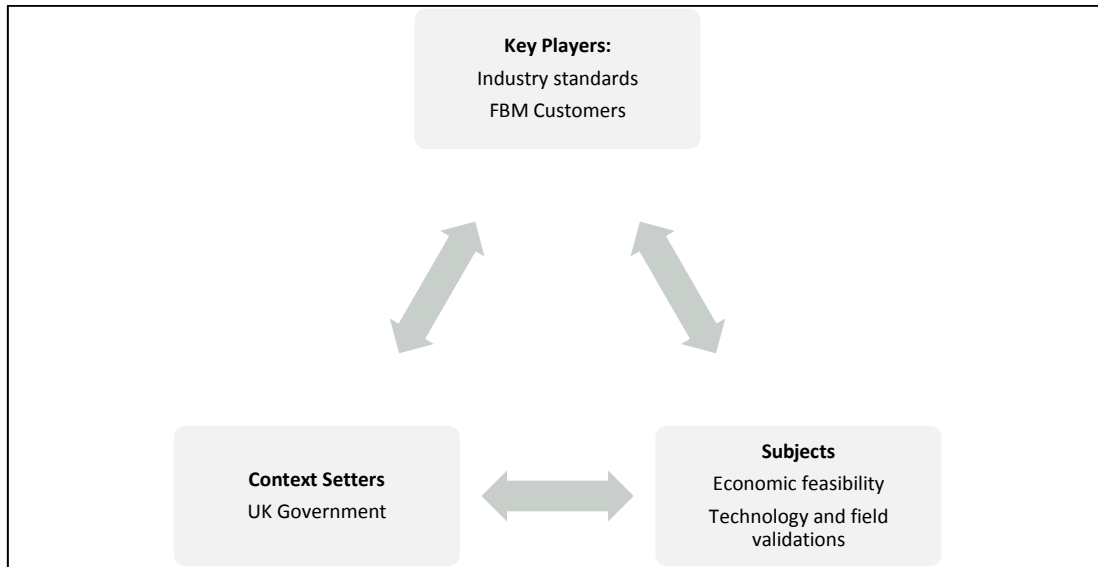 Key Players:
Industry standards
FBM Customers
Context Setters
UK Government
Subjects
Economic feasibility
Technology and field
validations